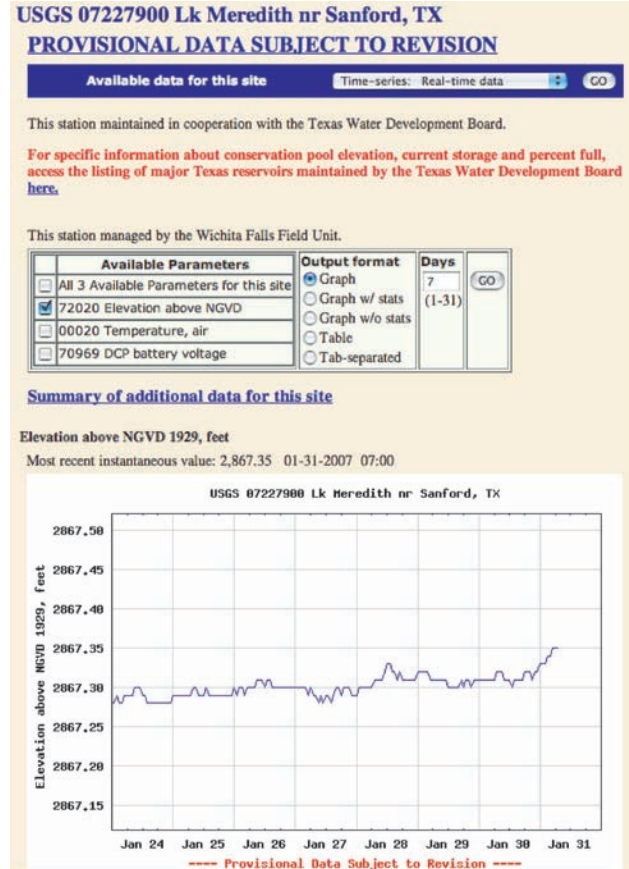 USGS 07227900 Lk Meredith nr Sanford, TX
PROVISIONAL DATA SUBJECT TO REVISION
Available data for this site Time-series: Real-time data GO
This station maintained in cooperation with the Texas Water Development Board.
For specific information about conservation pool elevation, current storage and percent full,
access the listing of major Texas reservoirs maintained by the Texas Water Development Board
here.
This station managed by the Wichita Falls Field Unit.
Available Parameters Output format Days
All 3 Available Parameters for this site Graph 7 GO
72020 Elevation above NGVD Graph w/ stats (1-31)
00020 Temperature, air Graph w/o stats
70969 DCP battery voltage Table
Tab-separated
Summary of additional data for this site
Elevation above NGVD 1929, feet
Most recent instantaneous value: 2,867.35 01-31-2007 07:00
USGS 07227900 Lk Meredith nr Sanford, TX
Elevation above NGVD 1929, feet
2867.50
2867.45
2867.40
2867.35
2867.30
2867.25
2867.20
2867.15
Jan 24 Jan 25 Jan 26 Jan 27 Jan 28 Jan 29 Jan 30 Jan 31
---- Provisional Data Subject to Revision ----